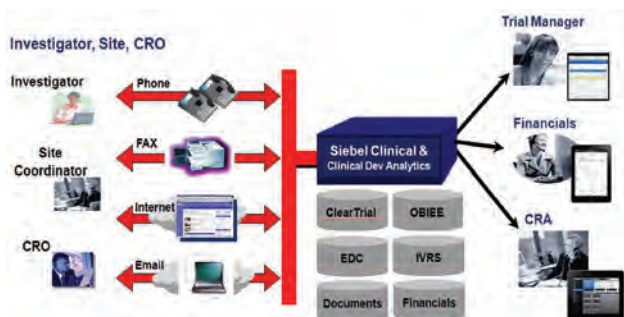 Trial Manager
Investigator, Site, CRO
Investigator
Phone
FAX
Site
Coordinator
Internet
CRO
Email
Siebel Clinical &
Clinical Dev Analytics
ClearTrial
OBIEE
EDC
IVRS
Documents
Financials
Financials
CRA